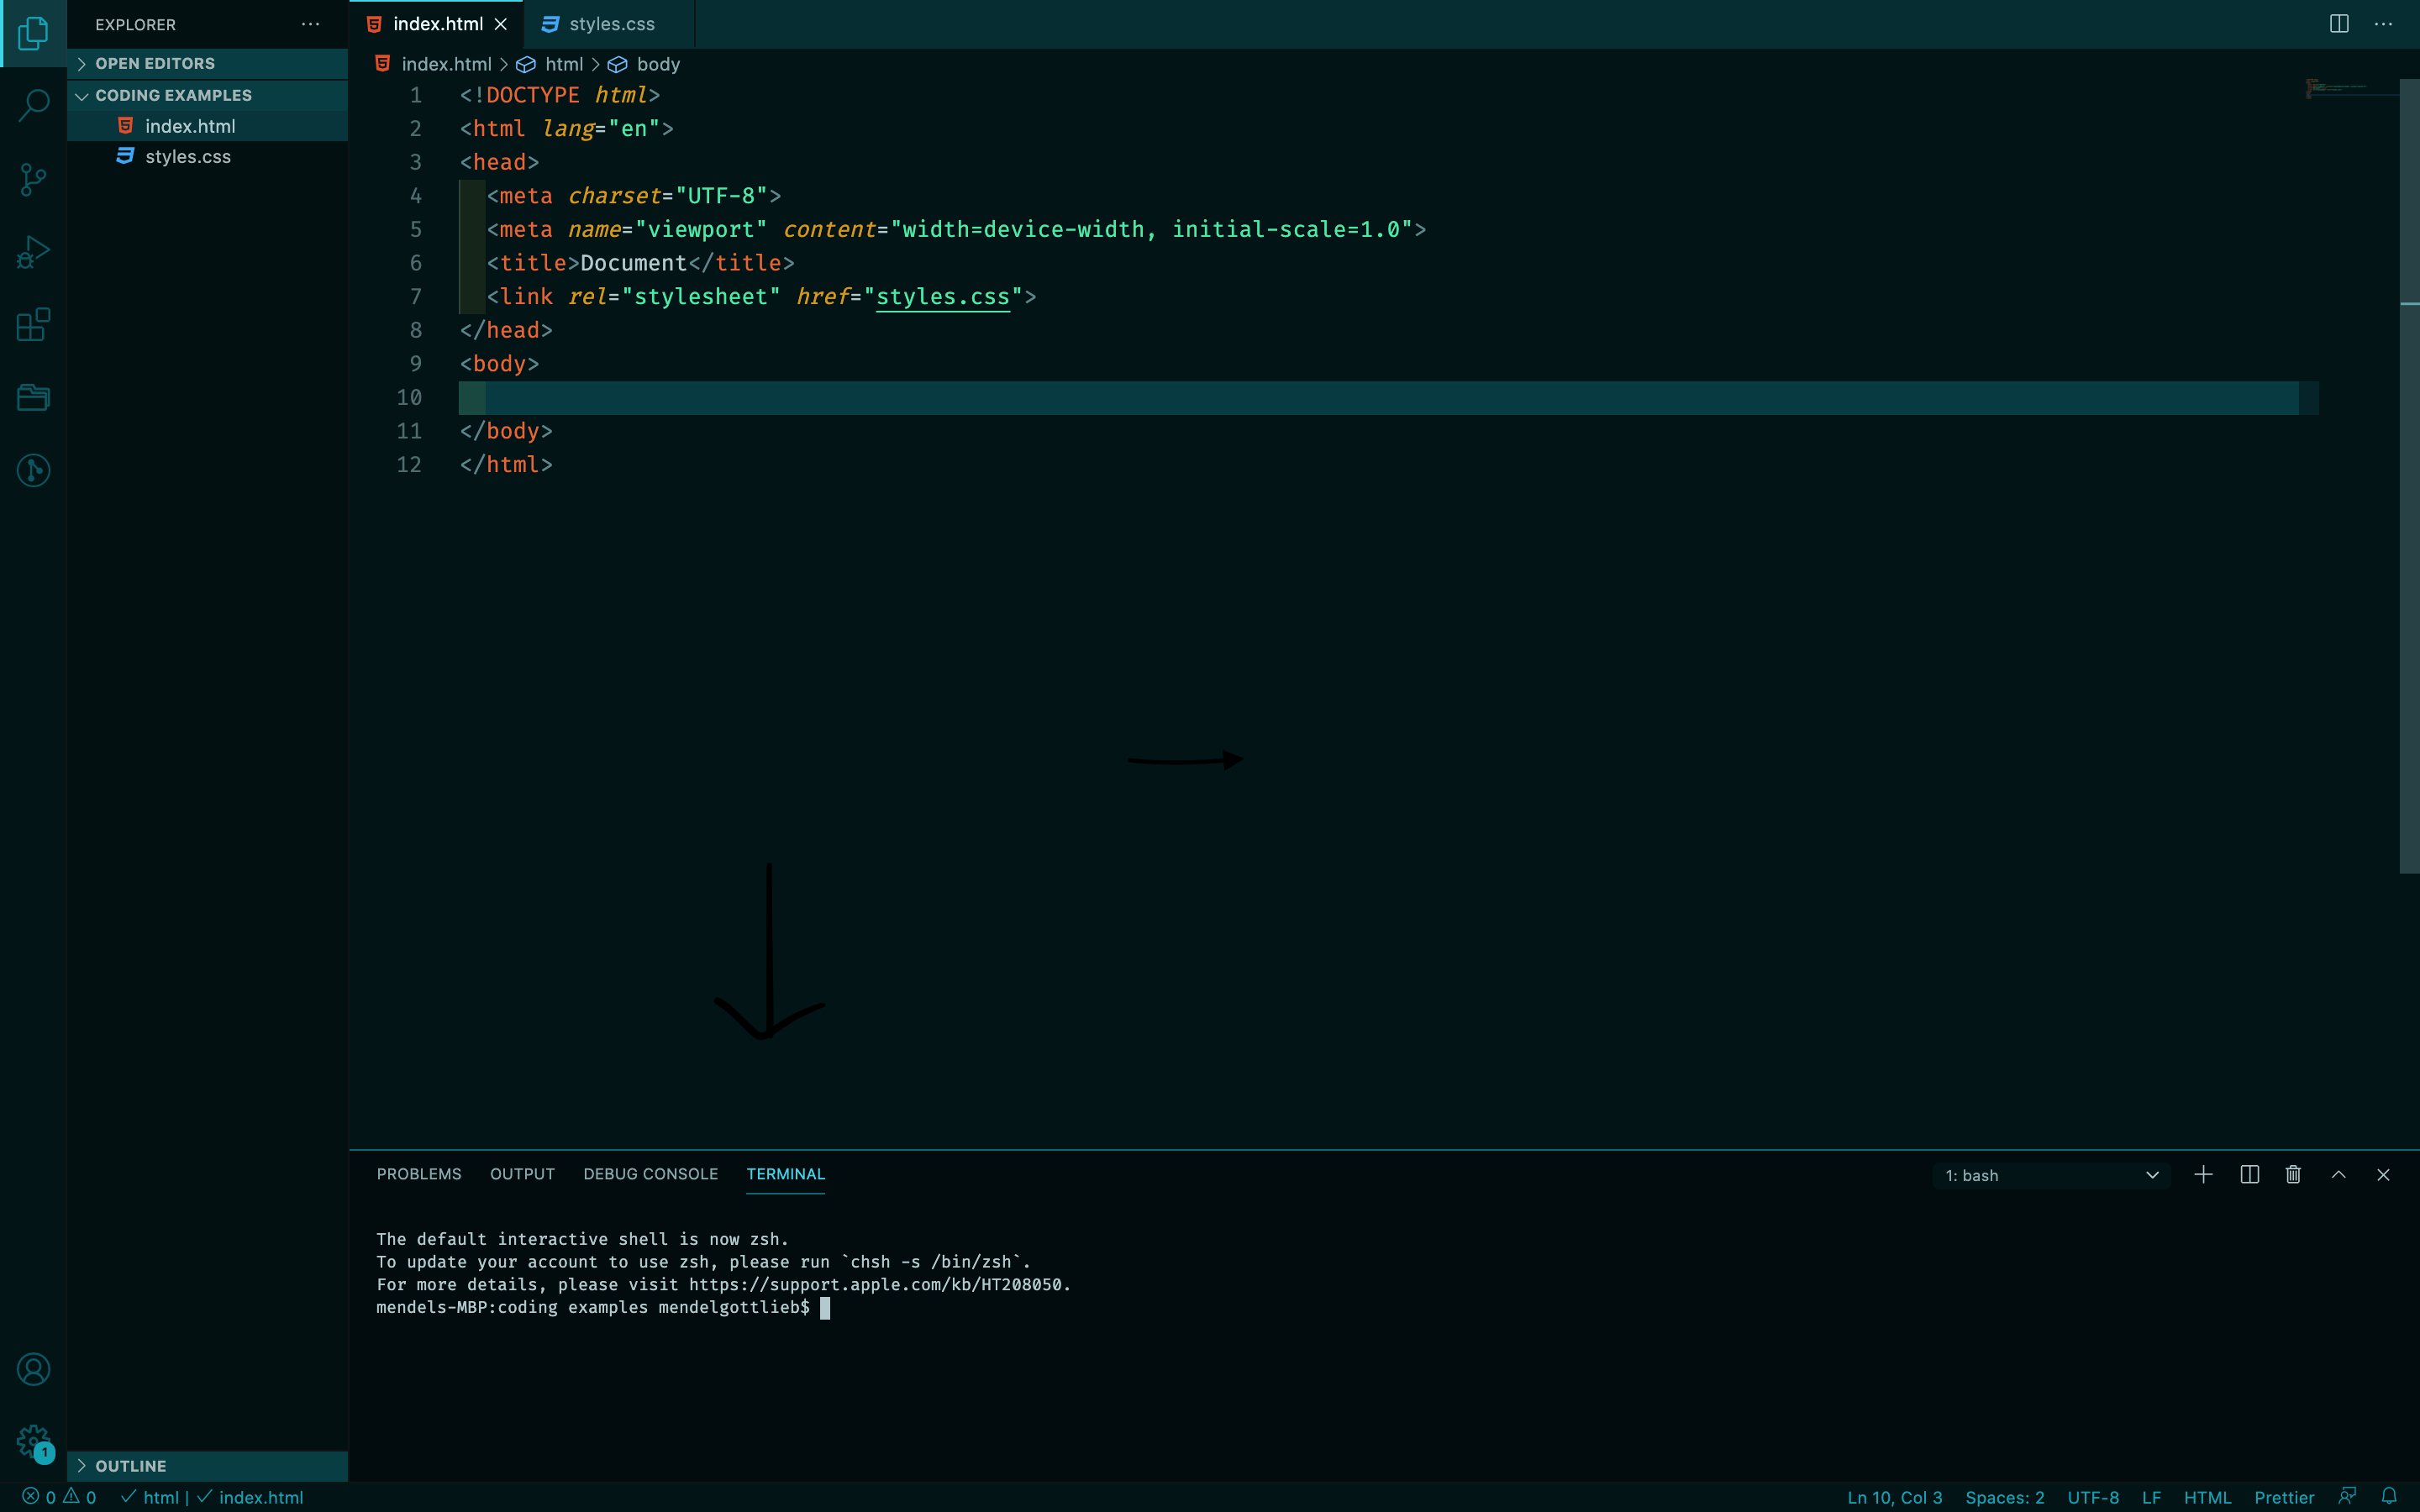 EXPLORER
OPEN EDITORS
CODING EXAMPLES
index.html
styles.css
OUTLINE
index.html
styles.css
index.html > html > body
1 <!DOCTYPE html>
2 <html lang="en">
3 <head>
4 <meta charset="UTF-8">
5 <meta name="viewport" content="width=device-width, initial-scale=1.0">
6 <title>Document</title>
7 <link rel="stylesheet" href="styles.css">
8 </head>
9 <body>
10
11 </body>
12 </html>
PROBLEMS OUTPUT DEBUG CONSOLE TERMINAL 1: bash
The default interactive shell is now zsh.
To update your account to use zsh, please run `chsh -s /bin/zsh`.
For more details, please visit https://support.apple.com/kb/HT208050.
mendels-MBP:coding examples mendelgottlieb$
1
0 0 html | index.html Ln 10, Col 3 Spaces: 2 UTF-8 LF HTML Prettier